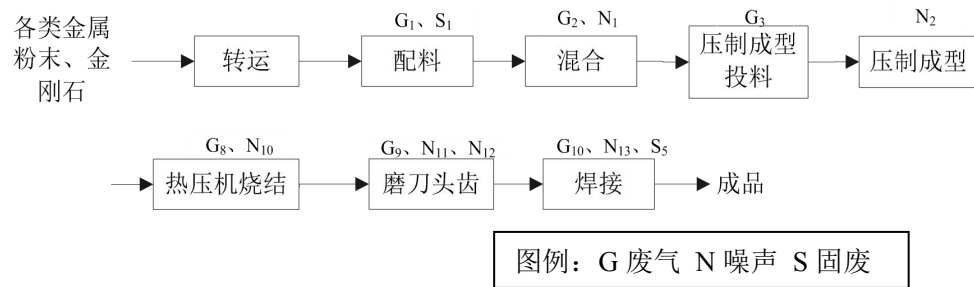 各类金属
粉末、金
刚石
转运
G₁、S₁
配料
G₂、N₁
混合
G₃
压制成型
投料
N₂
压制成型
G₈、N₁₀
热压机烧结
G₉、N₁₁、N₁₂
磨刀头齿
G₁₀、N₁₃、S₅
焊接
成品
图例：G 废气 N 噪声 S 固废